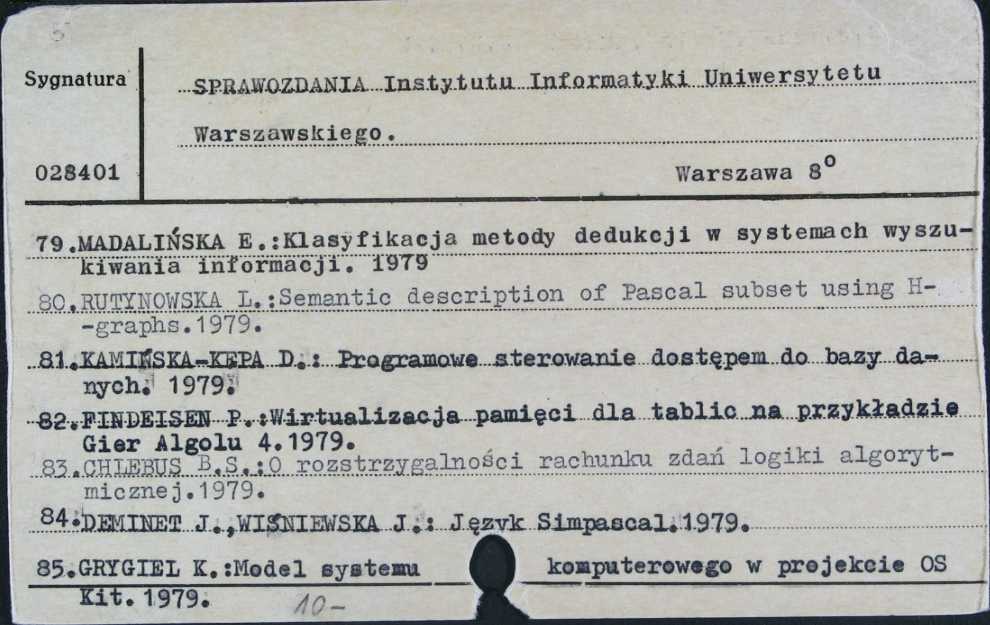 Sygnatura
SPRAWOZDANIA Instytutu Informatyki Uniwersytetu
Warszawskiego.
028401
Warszawa 8°
79.MADALIŃSKA E.:Klasyfikacja metody dedukcji w systemach wyszu-
kiwania informacji. 1979
80.RUTYNOWSKA L.:Semantic description of Pascal subset using H-
-graphs.1979.
81.KAMIŃSKA-KĘPA D.: Programowe sterowanie dostępem do bazy da-
nych. 1979.
82.FINDEISEN P.:Wirtualizacja pamięci dla tablic na przykładzie
Gier Algolu 4.1979.
83.CHLEBUS B.S.:O rozstrzygalności rachunku zdań logiki algoryt-
micznej.1979.
84.DEMINET J.,WIŚNIEWSKA J.: Język Simpascal.1979.
85.GRYGIEL K.:Model systemu komputerowego w projekcie OS
Kit.1979.
10-